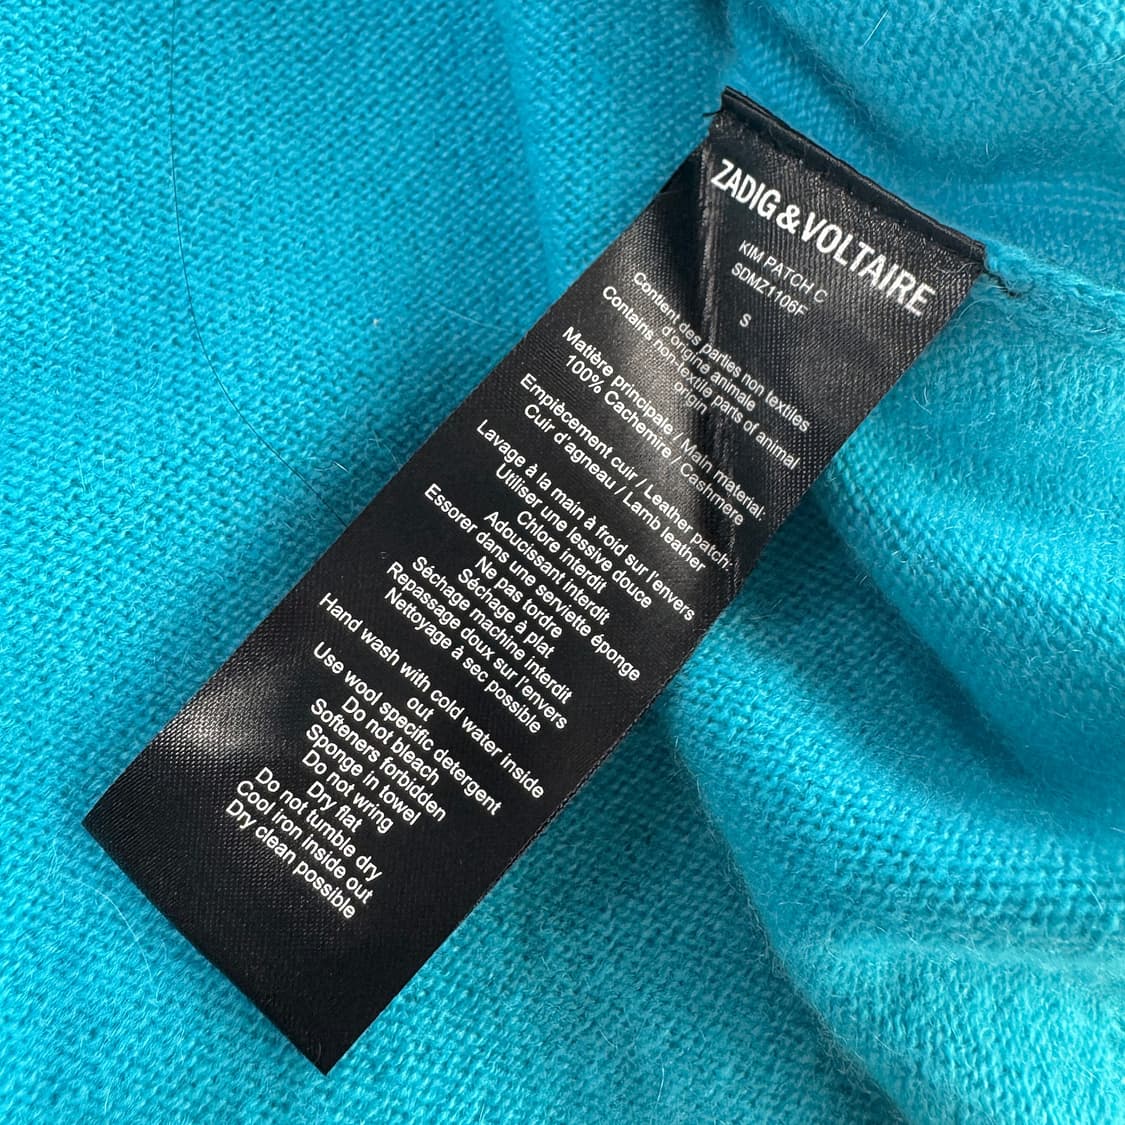 ZADIG & VOLTAIRE
KIM PATCH C
SDMZ1106F
S
Contient des parties non textiles
d'origine animale
Contains non-textile parts of animal
origin
Matière principale / Main material:
100% Cachemire / Cashmere
Empiècement cuir / Leather patch:
Cuir d'agneau / Lamb leather
Lavage à la main à froid sur l'envers
Utiliser une lessive douce
Chlore interdit
Adoucissant interdit
Essorer dans une serviette éponge
Ne pas tordre
Séchage à plat
Séchage machine interdit
Repassage doux sur l'envers
Nettoyage à sec possible
Hand wash with cold water inside
out
Use wool specific detergent
Do not bleach
Softeners forbidden
Sponge in towel
Do not wring
Dry flat
Do not tumble dry
Cool iron inside out
Dry clean possible